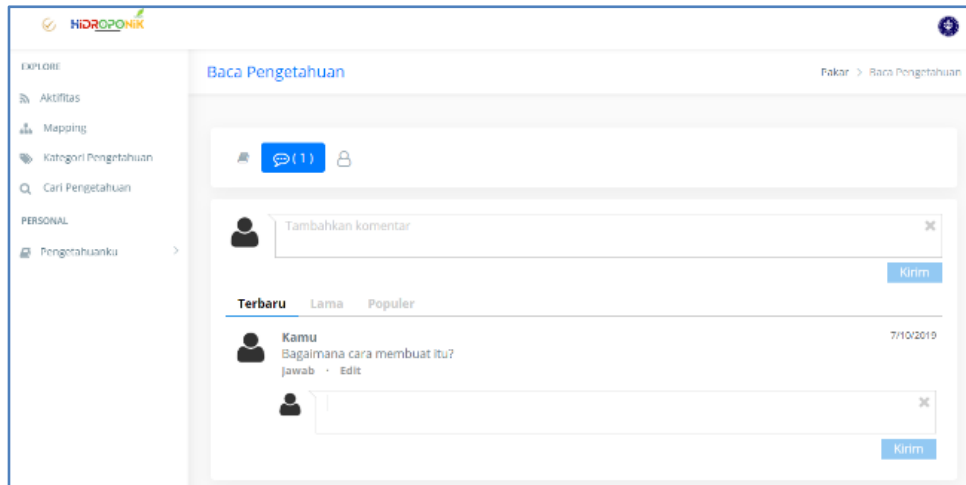 HiDROPONiK
EXPLORE
Baca Pengetahuan
Pakar > Baca Pengetahuan
Aktifitas
Mapping
Kategori Pengetahuan
(1)
Cari Pengetahuan
PERSONAL
Tambahkan komentar
Pengetahuanku
Kirim
Terbaru Lama Populer
Kamu
7/10/2019
Bagaimana cara membuat itu?
Jawab · Edit
Kirim